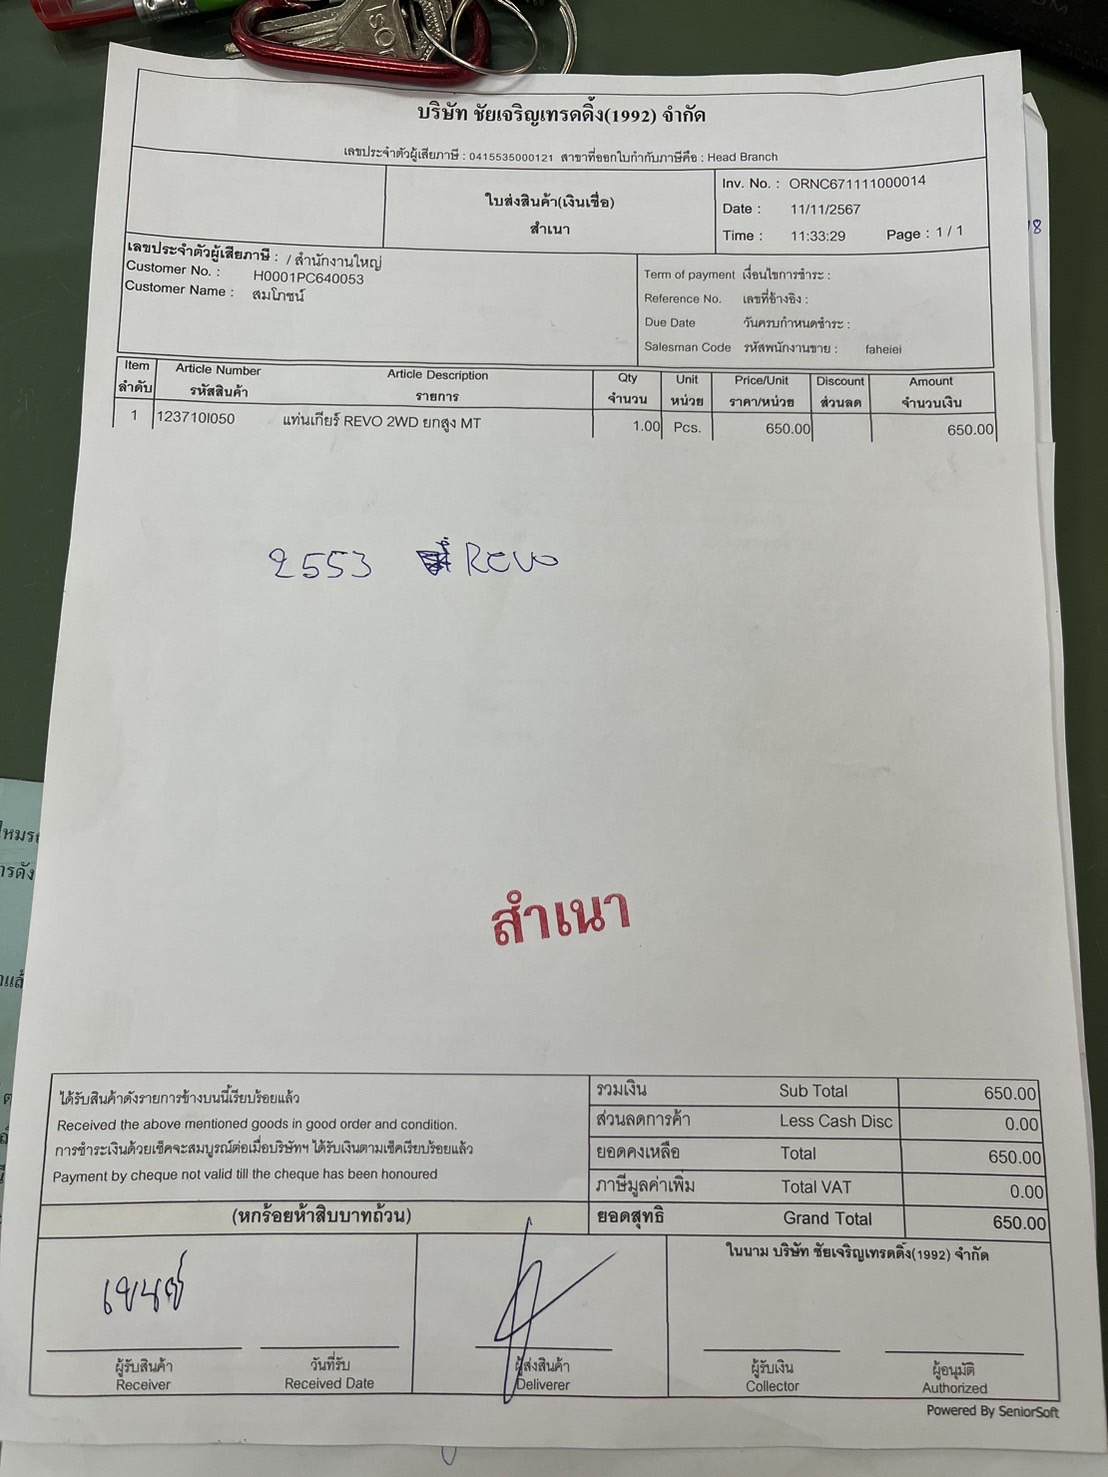 บริษัท ชัยเจริญเทรดดิ้ง(1992) จำกัด
เลขประจำตัวผู้เสียภาษี : 0415535000121 สาขาที่ออกใบกำกับภาษีคือ : Head Branch
ใบส่งสินค้า(เงินเชื่อ)
สำเนา
Inv. No. : ORNC671111000014
Date : 11/11/2567
Time : 11:33:29 Page : 1 / 1
เลขประจำตัวผู้เสียภาษี : / สำนักงานใหญ่
Customer No. : H0001PC640053
Customer Name : สมโภชน์
Term of payment เงื่อนไขการชำระ :
Reference No. เลขที่อ้างอิง :
Due Date วันครบกำหนดชำระ :
Salesman Code รหัสพนักงานขาย : faheiei
Item Article Number Article Description Qty Unit Price/Unit Discount Amount
ลำดับ รหัสสินค้า รายการ จำนวน หน่วย ราคา/หน่วย ส่วนลด จำนวนเงิน
1 123710I050 แท่นเกียร์ REVO 2WD ยกสูง MT 1.00 Pcs. 650.00 650.00
2553 REVO
สำเนา
ได้รับสินค้าดังรายการข้างบนนี้เรียบร้อยแล้ว
Received the above mentioned goods in good order and condition.
การชำระเงินด้วยเช็คจะสมบูรณ์ต่อเมื่อบริษัทฯ ได้รับเงินตามเช็คเรียบร้อยแล้ว
Payment by cheque not valid till the cheque has been honoured
(หกร้อยห้าสิบบาทถ้วน)
รวมเงิน Sub Total 650.00
ส่วนลดการค้า Less Cash Disc 0.00
ยอดคงเหลือ Total 650.00
ภาษีมูลค่าเพิ่ม Total VAT 0.00
ยอดสุทธิ Grand Total 650.00
ในนาม บริษัท ชัยเจริญเทรดดิ้ง(1992) จำกัด
ผู้รับสินค้า วันที่รับ ผู้ส่งสินค้า ผู้รับเงิน ผู้อนุมัติ
Receiver Received Date Deliverer Collector Authorized
Powered By SeniorSoft